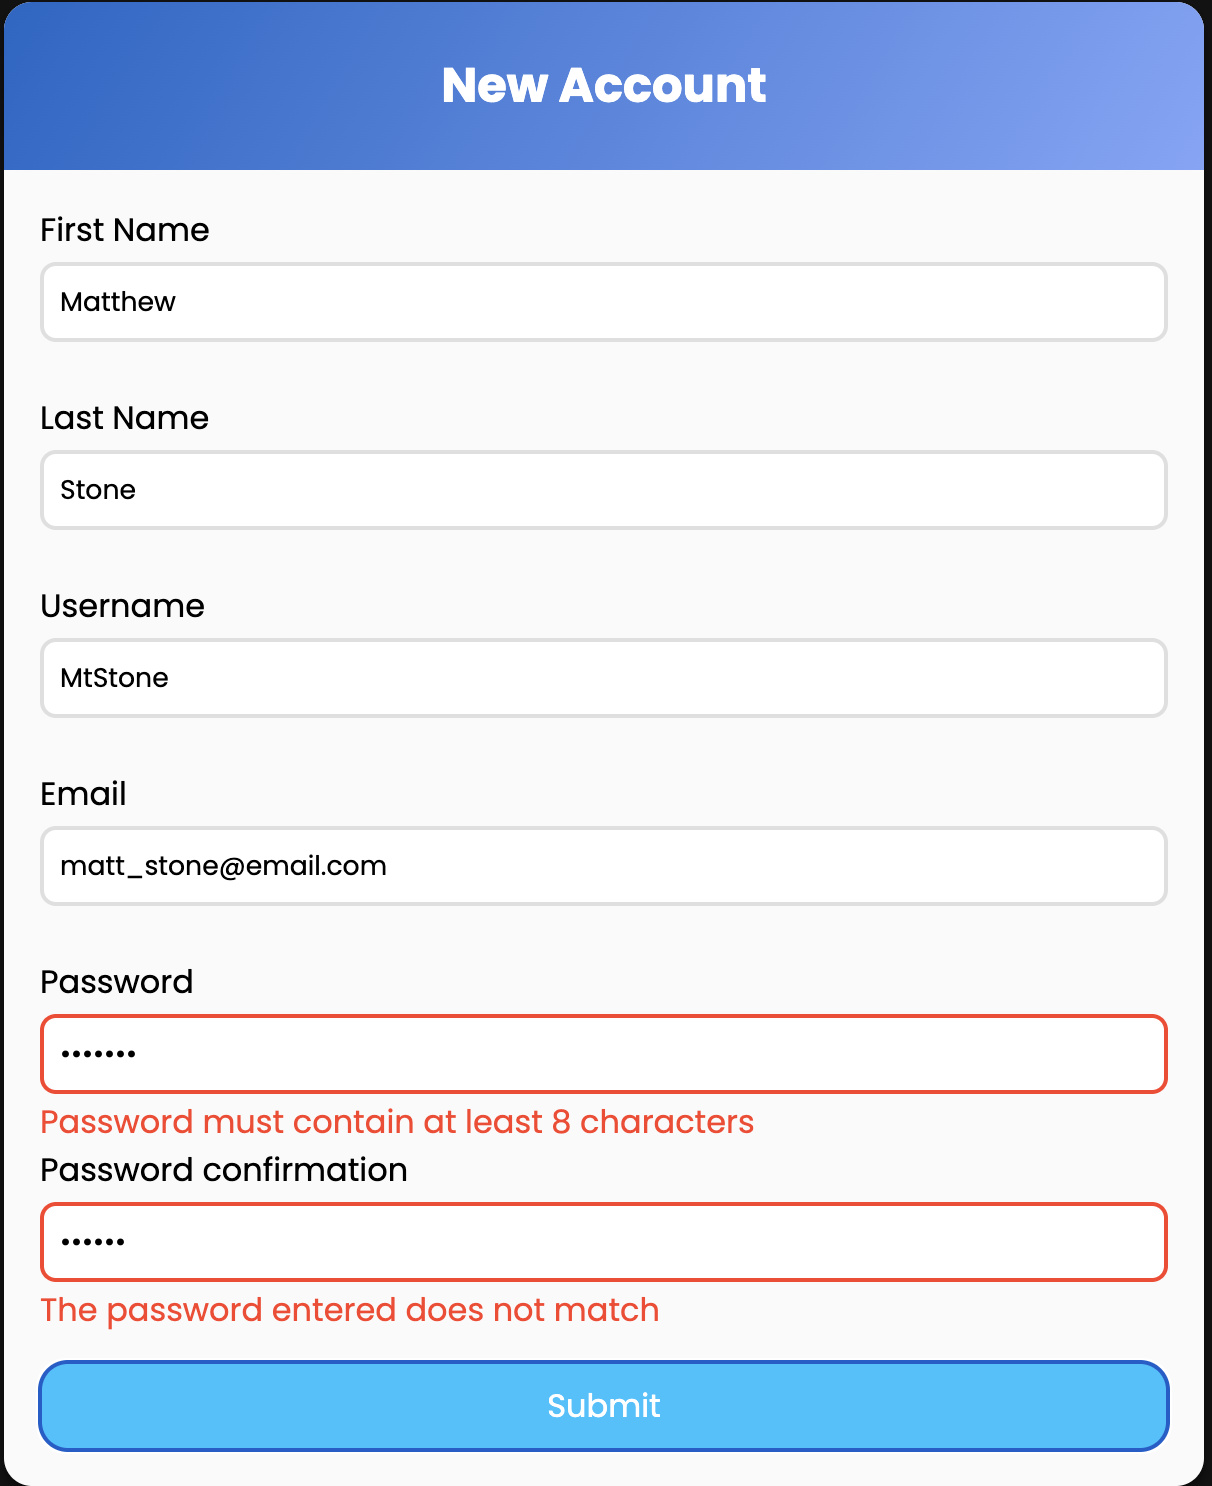 New Account
First Name
Matthew
Last Name
Stone
Username
MtStone
Email
matt_stone@email.com
Password
•••••••
Password must contain at least 8 characters
Password confirmation
••••••
The password entered does not match
Submit